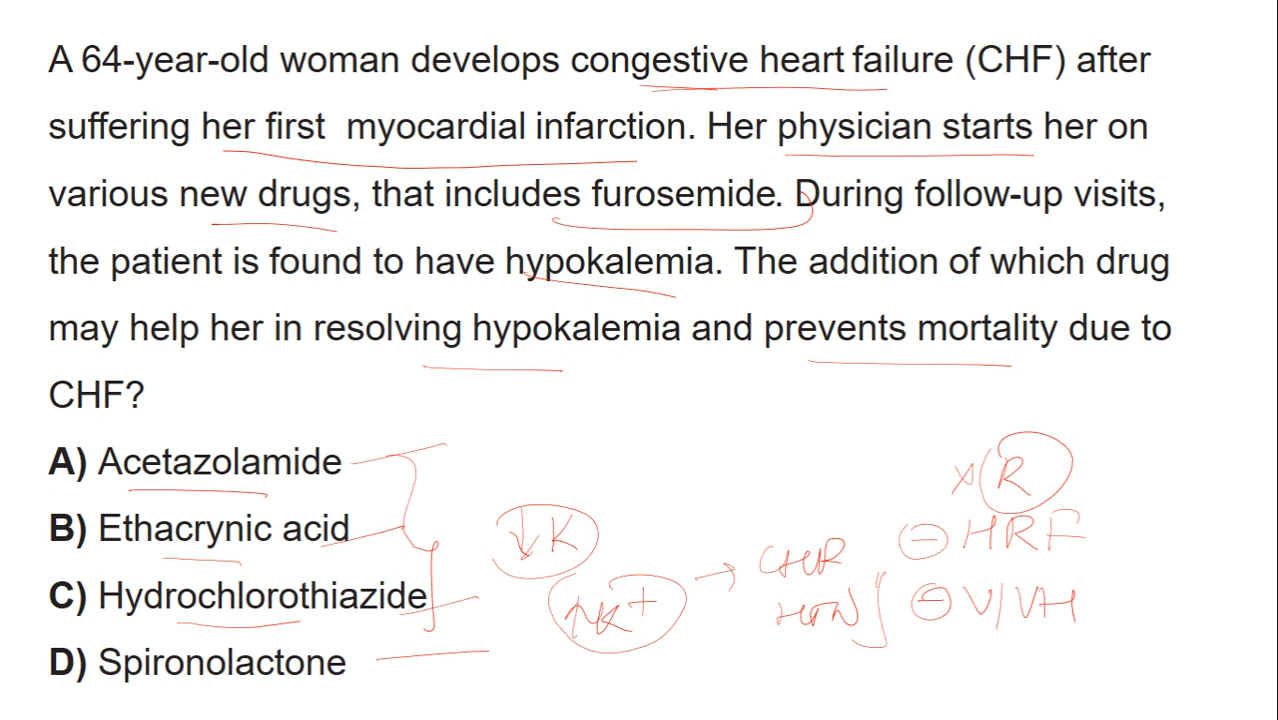 A 64-year-old woman develops congestive heart failure (CHF) after
suffering her first myocardial infarction. Her physician starts her on
various new drugs, that includes furosemide. During follow-up visits,
the patient is found to have hypokalemia. The addition of which drug
may help her in resolving hypokalemia and prevents mortality due to
CHF?
A) Acetazolamide
B) Ethacrynic acid
C) Hydrochlorothiazide
D) Spironolactone
↓K
↑K+ →
HTN
R
⊖ HRF
⊖ V/VH